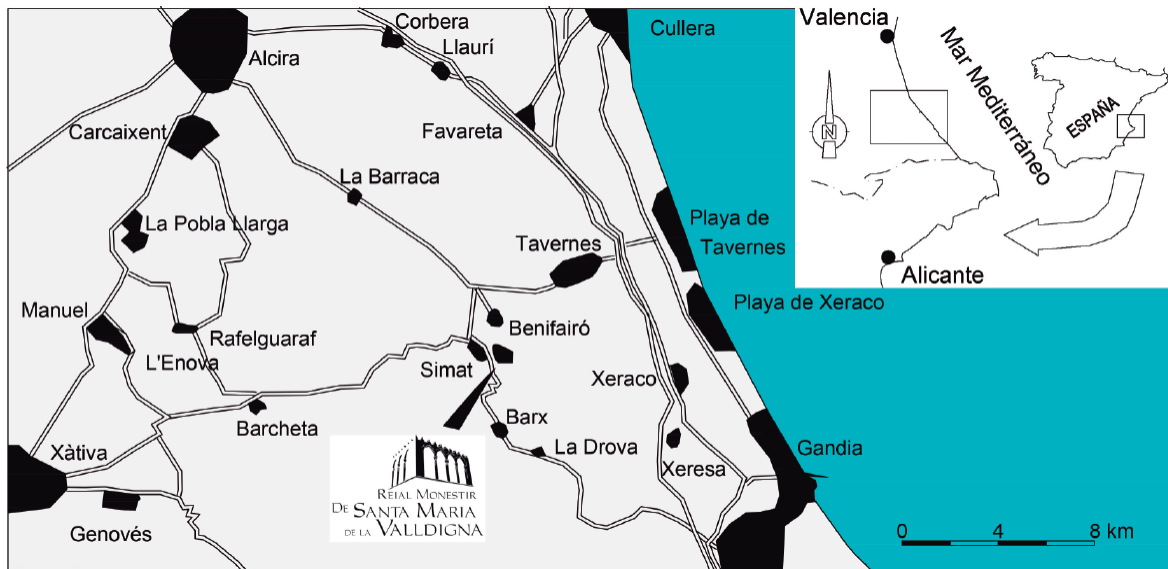 Corbera
Llaurí
Cullera
Alcira
Carcaixent
Favareta
La Barraca
La Pobla Llarga
Tavernes
Playa de
Tavernes
Manuel
Benifairó
Playa de Xeraco
Rafelguaraf
L'Enova
Simat
Xeraco
Barcheta
Barx
La Drova
Xàtiva
Xeresa
Gandia
Genovés
REIAL MONESTIR
DE SANTA MARIA
DE LA VALLDIGNA
0 4 8 km
Valencia
Mar Mediterráneo
ESPAÑA
N
Alicante